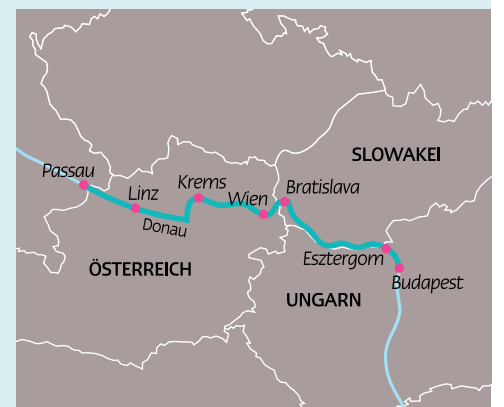 SLOWAKEI
Passau
Krems
Linz
Wien
Bratislava
Donau
Esztergom
ÖSTERREICH
Budapest
UNGARN